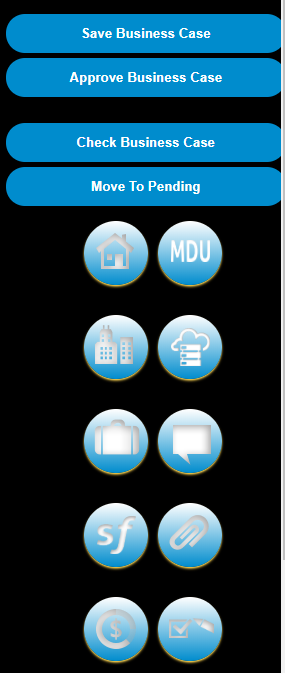 Save Business Case
Approve Business Case
Check Business Case
Move To Pending
MDU
sf
$